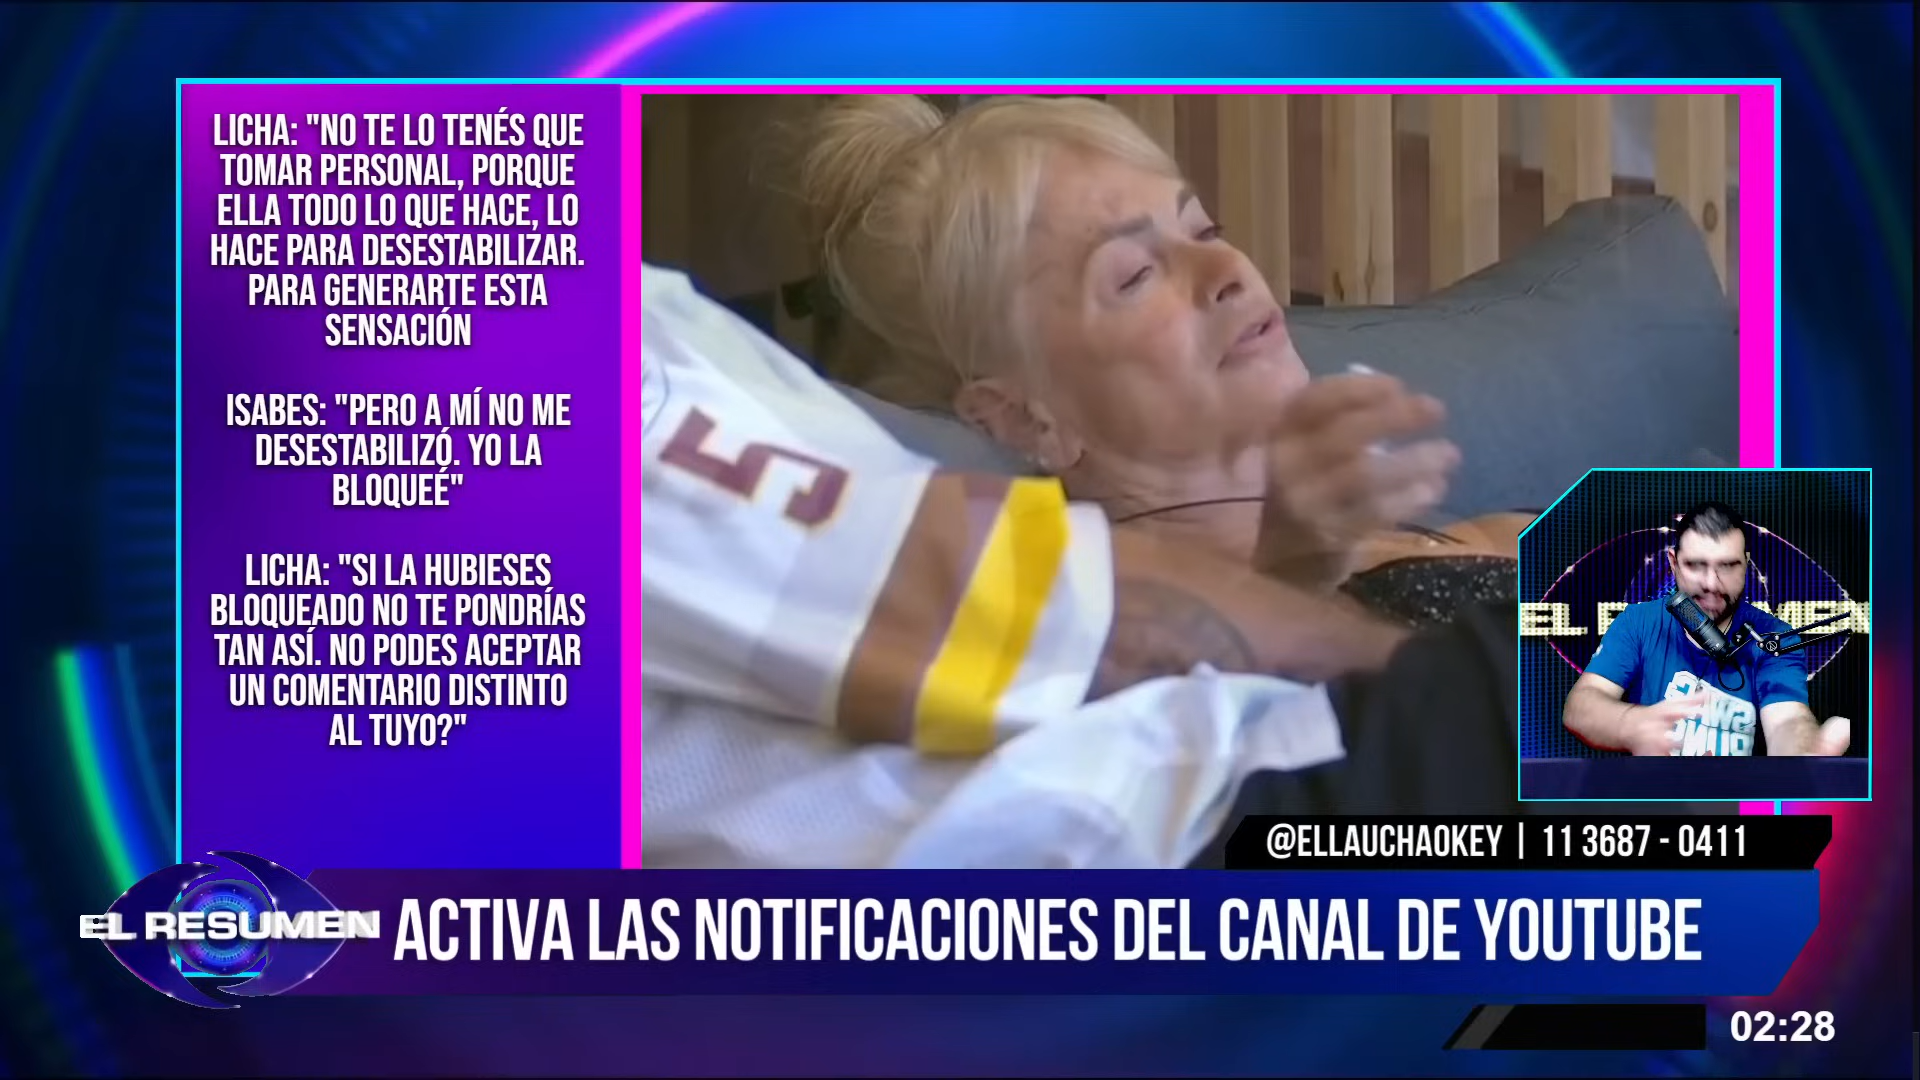 LICHA: "NO TE LO TENÉS QUE
TOMAR PERSONAL, PORQUE
ELLA TODO LO QUE HACE, LO
HACE PARA DESESTABILIZAR.
PARA GENERARTE ESTA
SENSACIÓN
ISABES: "PERO A MÍ NO ME
DESESTABILIZÓ. YO LA
BLOQUEÉ"
LICHA: "SI LA HUBIESES
BLOQUEADO NO TE PONDRÍAS
TAN ASÍ. NO PODES ACEPTAR
UN COMENTARIO DISTINTO
AL TUYO?"
5
@ELLAUCHAOKEY | 11 3687 - 0411
EL RESUMEN
ACTIVA LAS NOTIFICACIONES DEL CANAL DE YOUTUBE
02:28